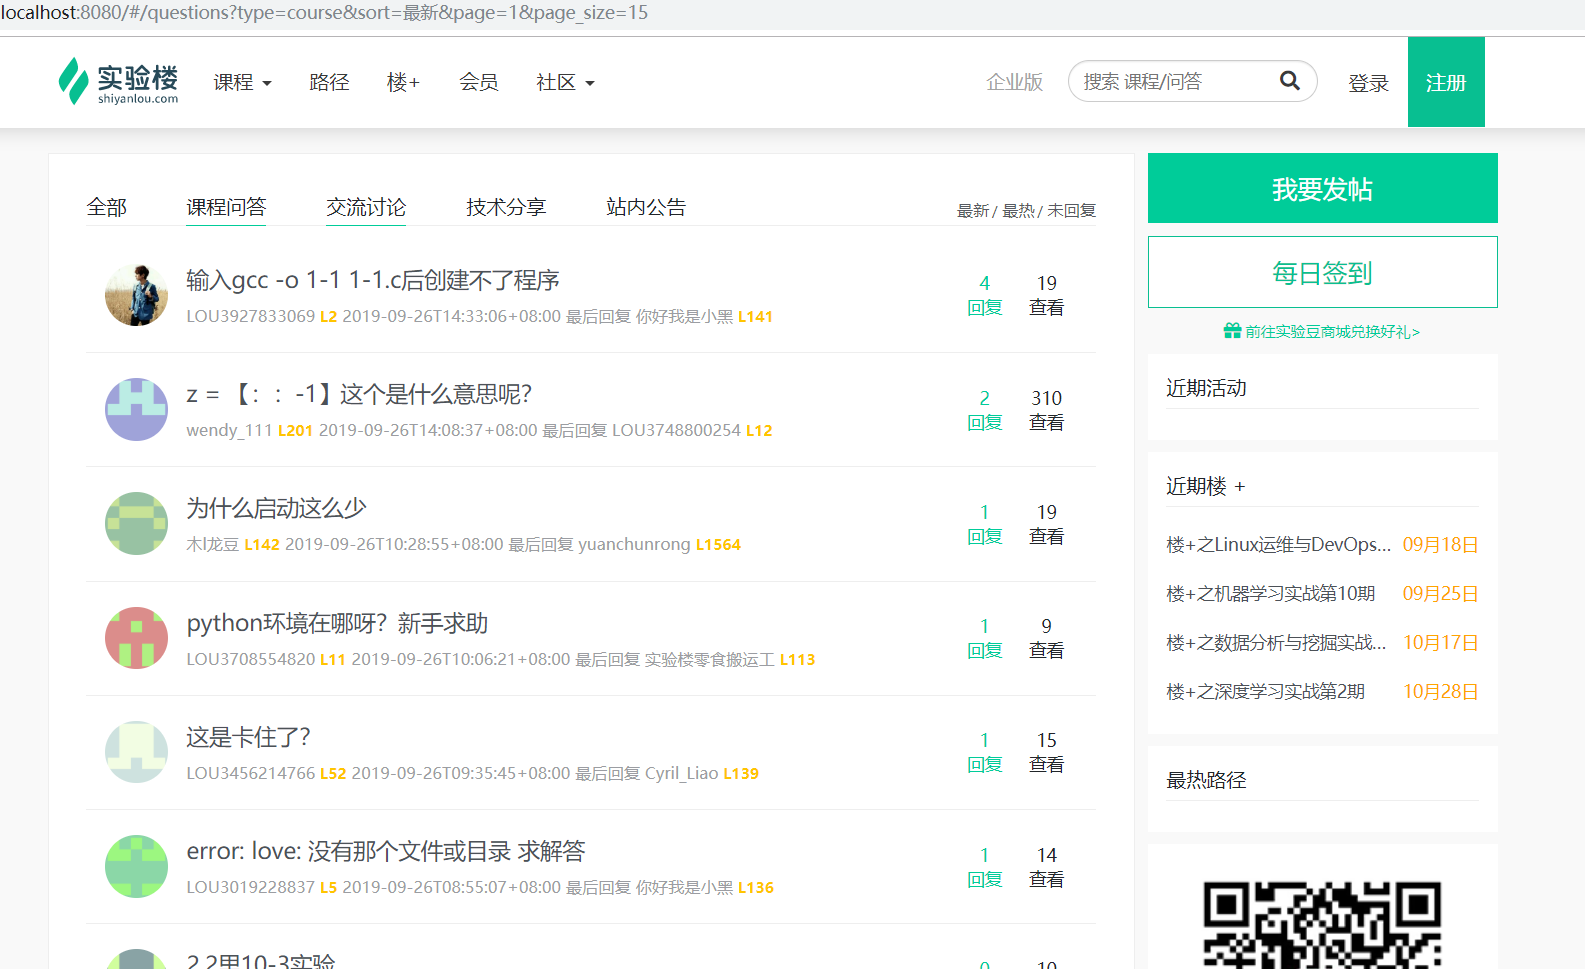 localhost:8080/#/questions?type=course&sort=最新&page=1&page_size=15
实验楼
shiyanlou.com
课程
路径
楼+
会员
社区
企业版
搜索 课程/问答
登录
注册
全部
课程问答
交流讨论
技术分享
站内公告
最新 / 最热 / 未回复
输入gcc -o 1-1 1-1.c后创建不了程序
LOU3927833069 L2 2019-09-26T14:33:06+08:00 最后回复 你好我是小黑 L141
4
回复
19
查看
z = 【：：-1】这个是什么意思呢？
wendy_111 L201 2019-09-26T14:08:37+08:00 最后回复 LOU3748800254 L12
2
回复
310
查看
为什么启动这么少
木l龙豆 L142 2019-09-26T10:28:55+08:00 最后回复 yuanchunrong L1564
1
回复
19
查看
python环境在哪呀？新手求助
LOU3708554820 L11 2019-09-26T10:06:21+08:00 最后回复 实验楼零食搬运工 L113
1
回复
9
查看
这是卡住了？
LOU3456214766 L52 2019-09-26T09:35:45+08:00 最后回复 Cyril_Liao L139
1
回复
15
查看
error: love: 没有那个文件或目录 求解答
LOU3019228837 L5 2019-09-26T08:55:07+08:00 最后回复 你好我是小黑 L136
1
回复
14
查看
2.2里10-3实验
0
10
我要发帖
每日签到
前往实验豆商城兑换好礼>
近期活动
近期楼 +
楼+之Linux运维与DevOps... 09月18日
楼+之机器学习实战第10期 09月25日
楼+之数据分析与挖掘实战... 10月17日
楼+之深度学习实战第2期 10月28日
最热路径